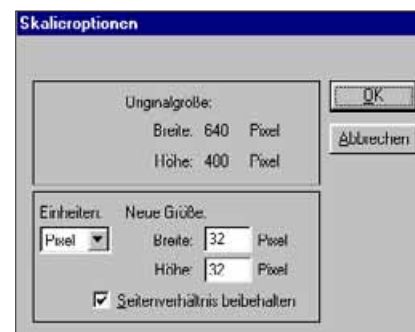 Skalieroptionen
Originalgröße:
Breite: 640 Pixel
Höhe: 400 Pixel
OK
Abbrechen
Einheiten: Neue Größe:
Pixel Breite: 32 Pixel
Höhe: 32 Pixel
Seitenverhältnis beibehalten